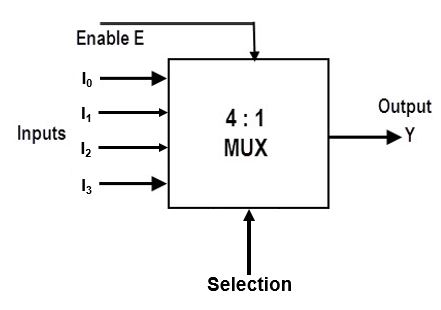 Enable E
I₀
I₁
Inputs
I₂
I₃
4 : 1
MUX
Output
Y
Selection